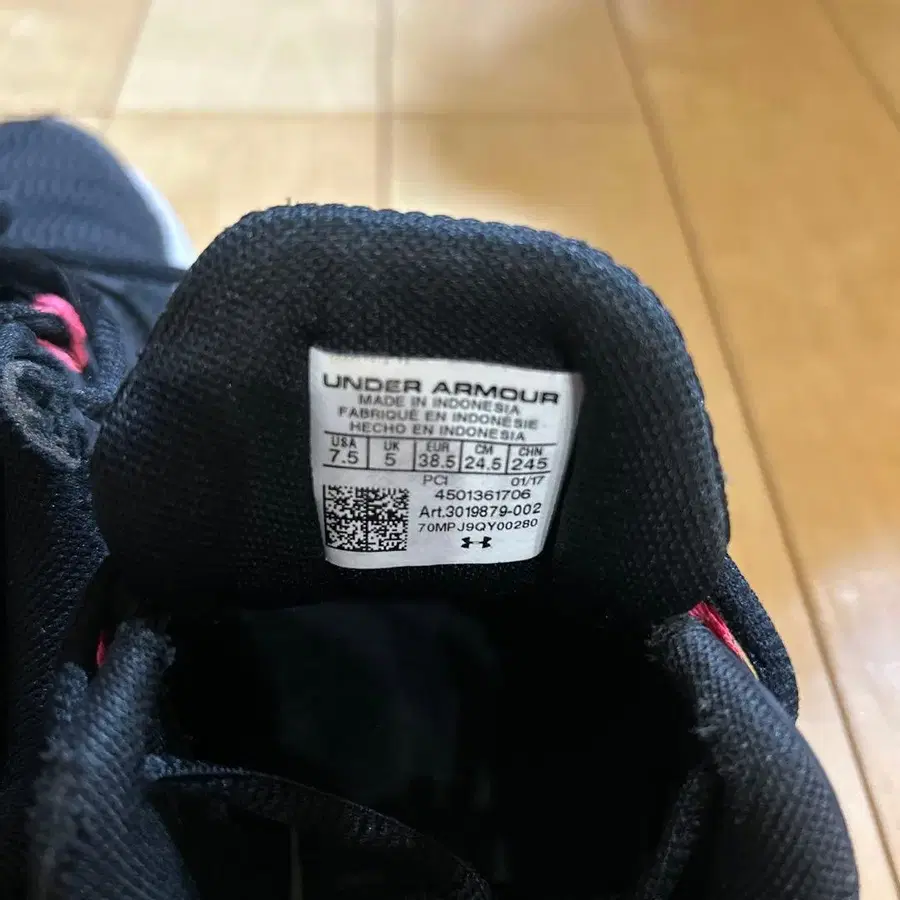 UNDER ARMOUR
MADE IN INDONESIA
FABRIQUÉ EN INDONÉSIE
HECHO EN INDONESIA
USA UK EUR CM CHN
7.5 5 38.5 24.5 245
PCI 01/17
4501361706
Art.3019879-002
70MPJ9QY00280